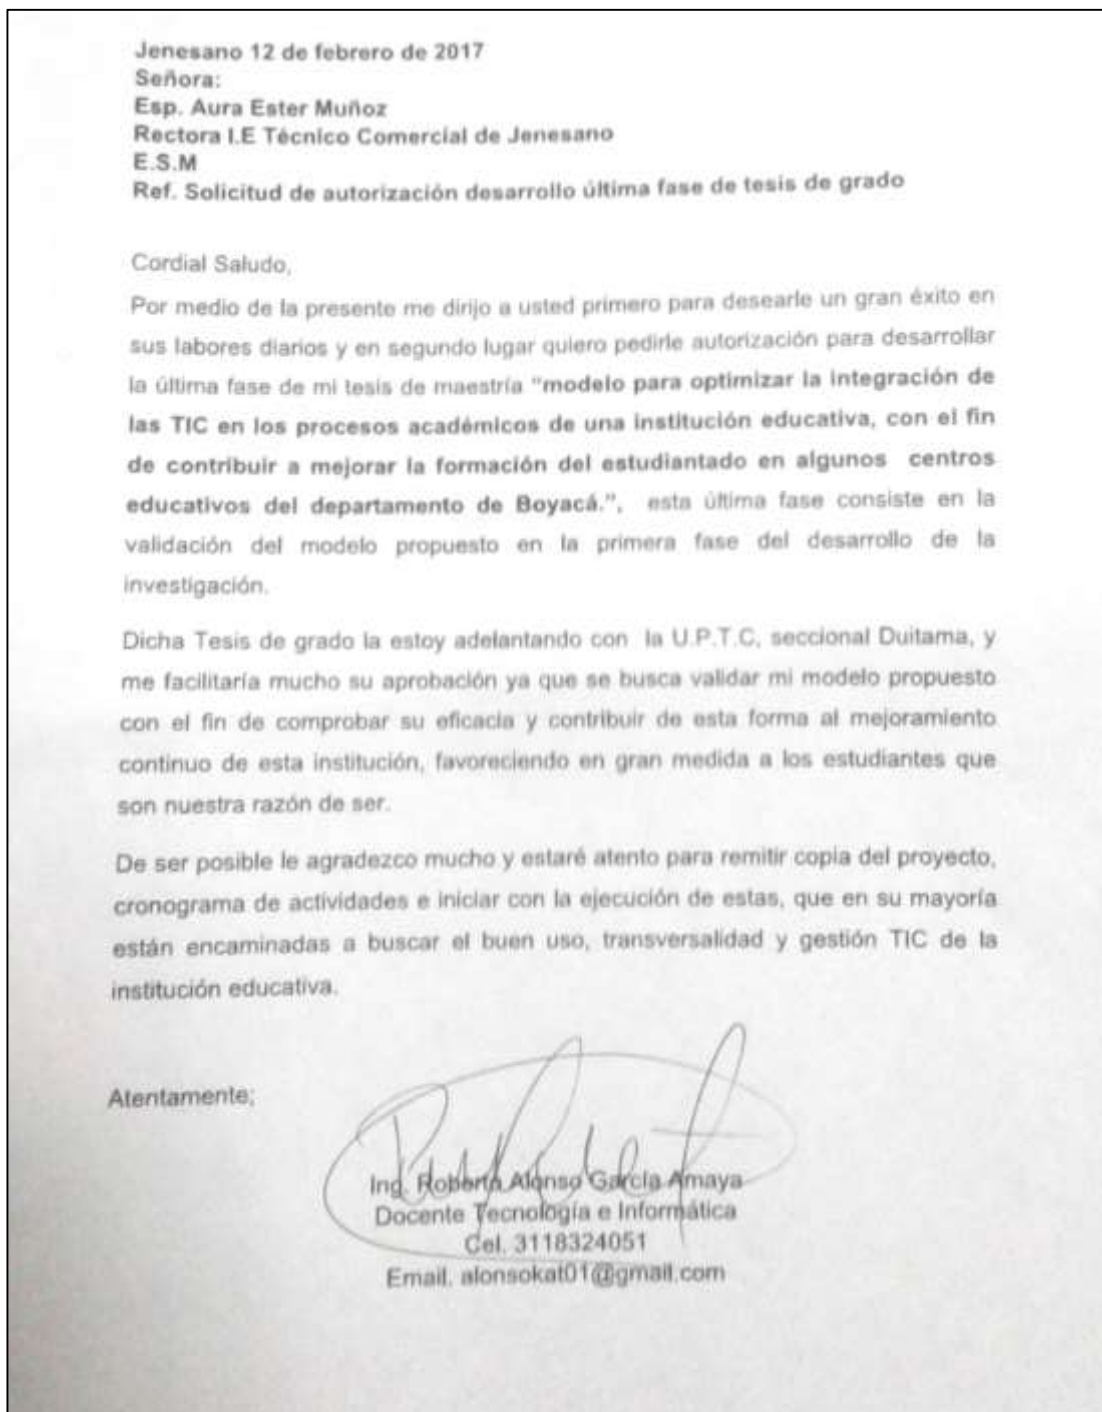 Jenesano 12 de febrero de 2017
Señora:
Esp. Aura Ester Muñoz
Rectora I.E Técnico Comercial de Jenesano
E.S.M
Ref. Solicitud de autorización desarrollo última fase de tesis de grado
Cordial Saludo,
Por medio de la presente me dirijo a usted primero para desearle un gran éxito en
sus labores diarios y en segundo lugar quiero pedirle autorización para desarrollar
la última fase de mi tesis de maestría "modelo para optimizar la integración de
las TIC en los procesos académicos de una institución educativa, con el fin
de contribuir a mejorar la formación del estudiantado en algunos centros
educativos del departamento de Boyacá.", esta última fase consiste en la
validación del modelo propuesto en la primera fase del desarrollo de la
investigación.
Dicha Tesis de grado la estoy adelantando con la U.P.T.C, seccional Duitama, y
me facilitaría mucho su aprobación ya que se busca validar mi modelo propuesto
con el fin de comprobar su eficacia y contribuir de esta forma al mejoramiento
continuo de esta institución, favoreciendo en gran medida a los estudiantes que
son nuestra razón de ser.
De ser posible le agradezco mucho y estaré atento para remitir copia del proyecto,
cronograma de actividades e iniciar con la ejecución de estas, que en su mayoría
están encaminadas a buscar el buen uso, transversalidad y gestión TIC de la
institución educativa.
Atentamente;
Ing. Roberto Alonso García Amaya
Docente Tecnología e Informática
Cel. 3118324051
Email. alonsokat01@gmail.com